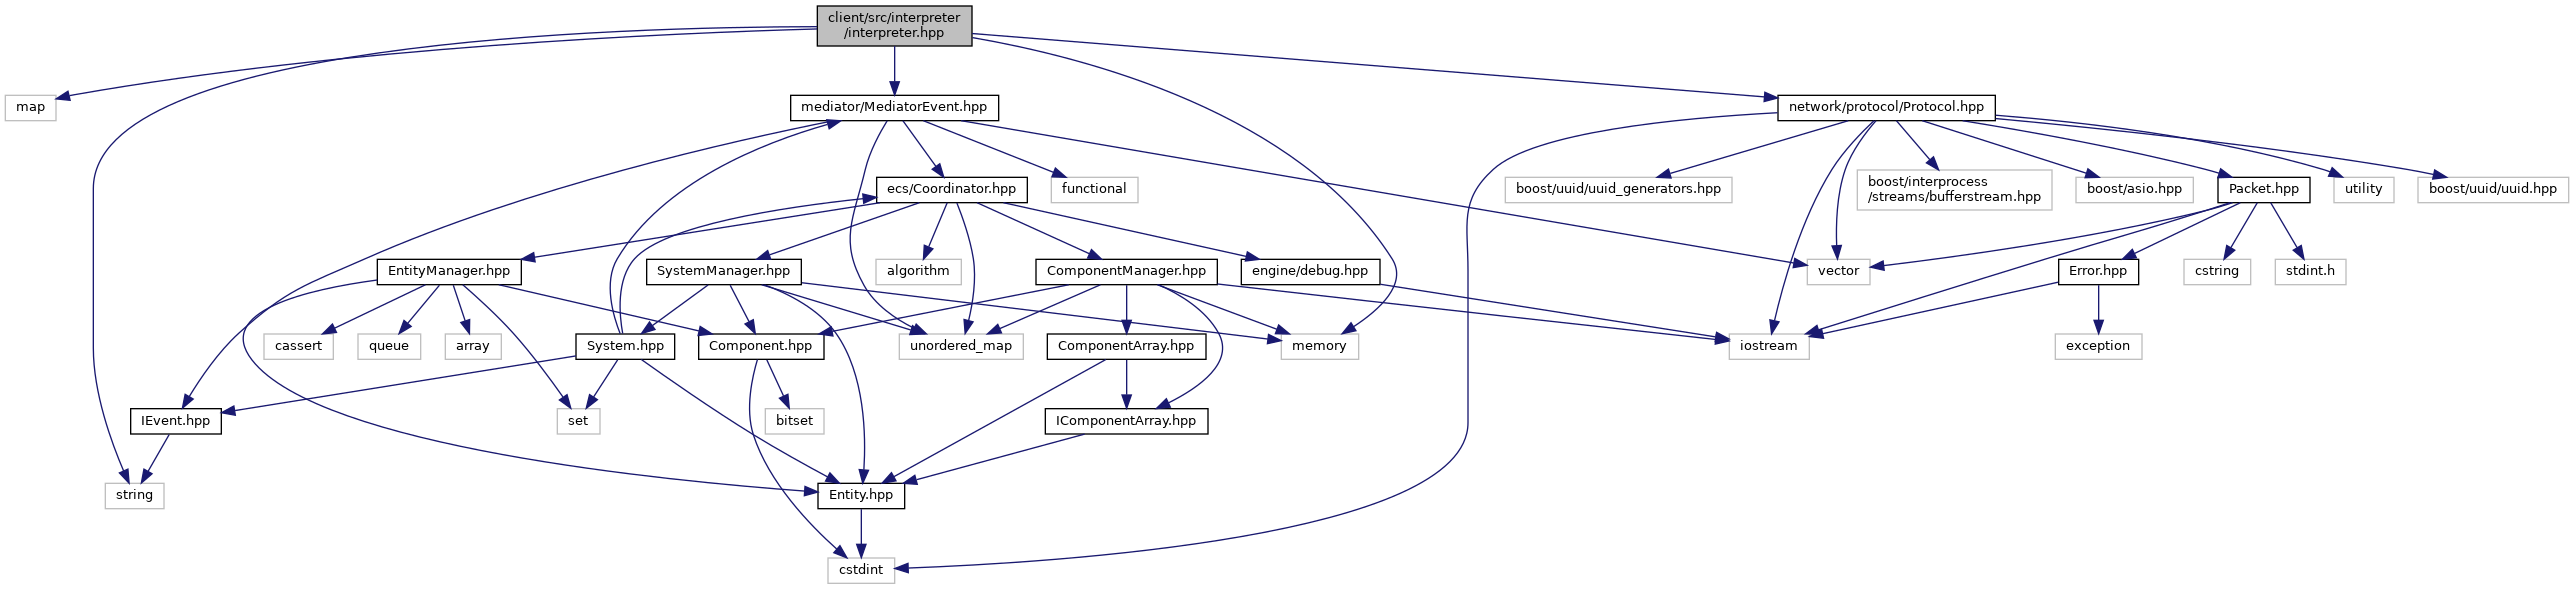 client/src/interpreter
/interpreter.hpp
map
mediator/MediatorEvent.hpp
network/protocol/Protocol.hpp
ecs/Coordinator.hpp
functional
boost/uuid/uuid_generators.hpp
boost/interprocess
/streams/bufferstream.hpp
boost/asio.hpp
Packet.hpp
utility
boost/uuid/uuid.hpp
EntityManager.hpp
SystemManager.hpp
algorithm
ComponentManager.hpp
engine/debug.hpp
vector
Error.hpp
cstring
stdint.h
cassert
queue
array
System.hpp
Component.hpp
unordered_map
ComponentArray.hpp
memory
iostream
exception
IEvent.hpp
set
bitset
IComponentArray.hpp
string
Entity.hpp
cstdint